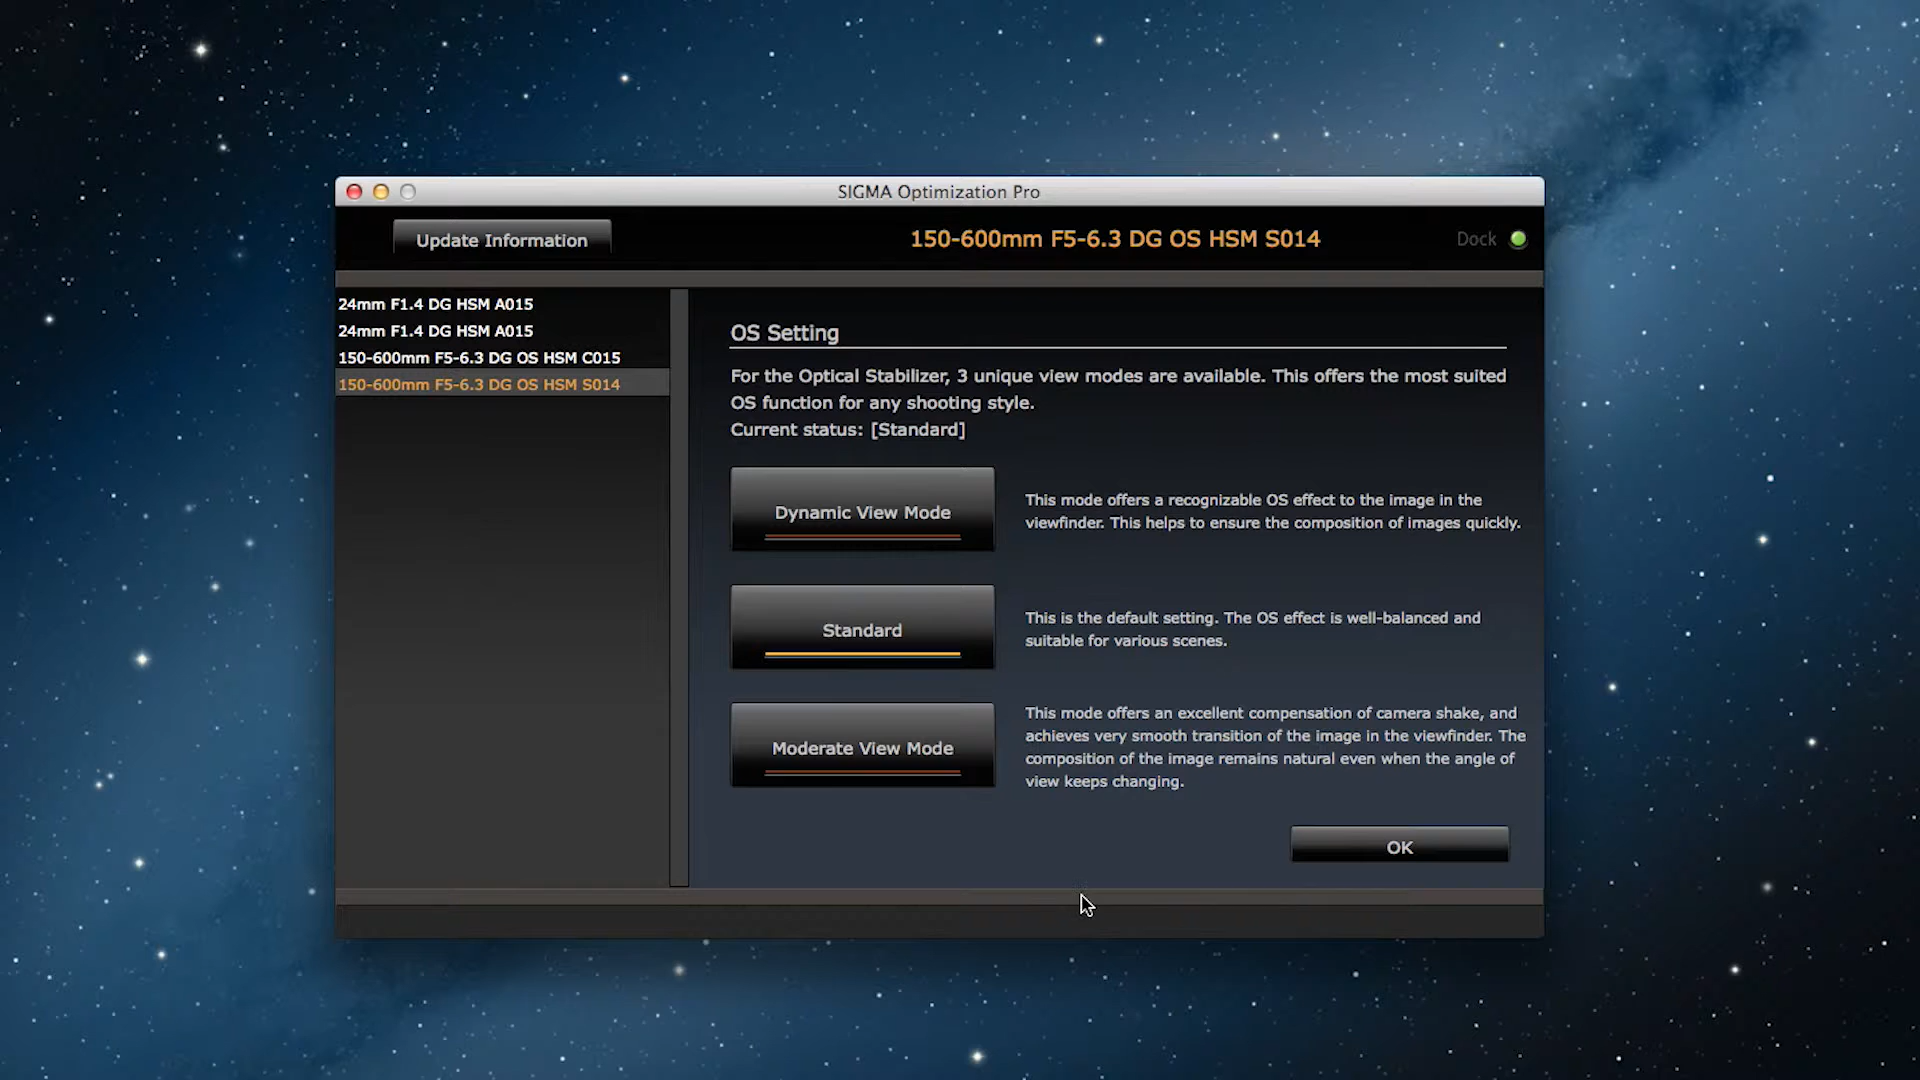 SIGMA Optimization Pro
Update Information
150-600mm F5-6.3 DG OS HSM S014
Dock
24mm F1.4 DG HSM A015
24mm F1.4 DG HSM A015
150-600mm F5-6.3 DG OS HSM C015
150-600mm F5-6.3 DG OS HSM S014
OS Setting
For the Optical Stabilizer, 3 unique view modes are available. This offers the most suited
OS function for any shooting style.
Current status: [Standard]
Dynamic View Mode
This mode offers a recognizable OS effect to the image in the
viewfinder. This helps to ensure the composition of images quickly.
Standard
This is the default setting. The OS effect is well-balanced and
suitable for various scenes.
Moderate View Mode
This mode offers an excellent compensation of camera shake, and
achieves very smooth transition of the image in the viewfinder. The
composition of the image remains natural even when the angle of
view keeps changing.
OK